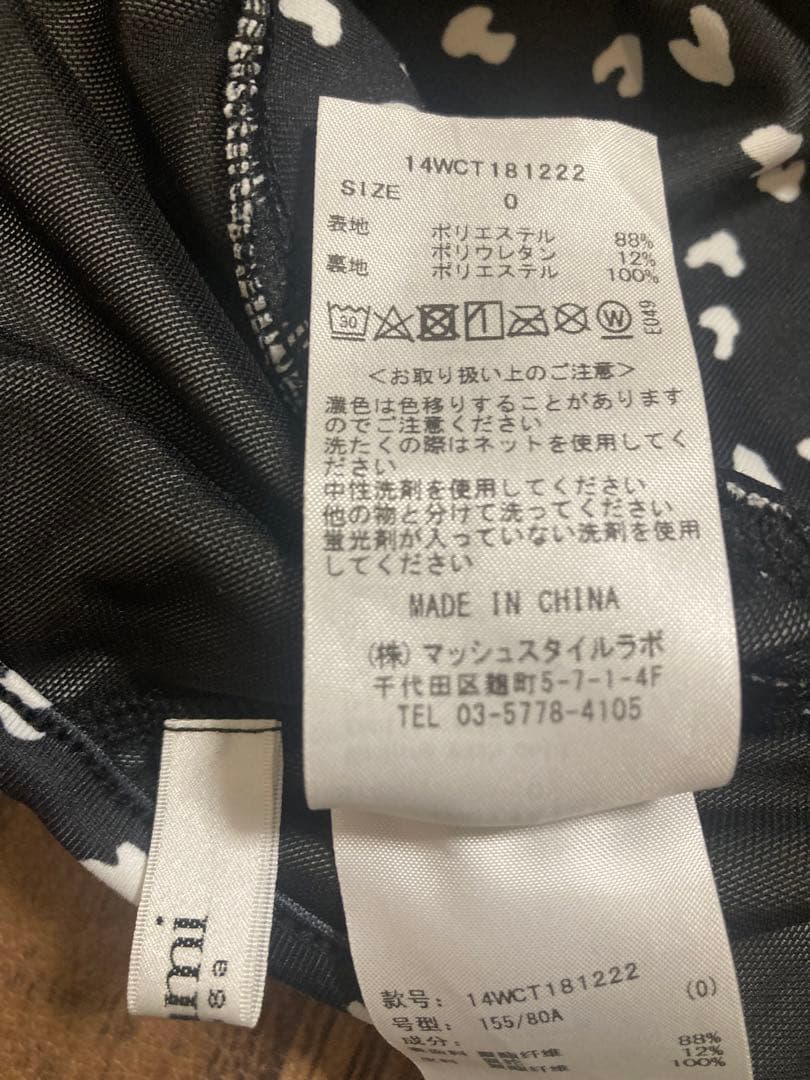 14WCT181222
SIZE 0
表地 ポリエステル 88%
ポリウレタン 12%
裏地 ポリエステル 100%
30
W
E049
<お取り扱い上のご注意>
濃色は色移りすることがあります
のでご注意ください
洗たくの際はネットを使用してく
ださい
中性洗剤を使用してください
他の物と分けて洗ってください
蛍光剤が入っていない洗剤を使用
してください
MADE IN CHINA
(株) マッシュスタイルラボ
千代田区麹町5-7-1-4F
TEL 03-5778-4105
款号: 14WCT181222 (0)
号型: 155/80A
成分: 88%
12%
100%